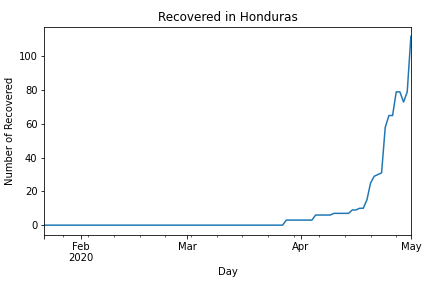 Recovered in Honduras
Number of Recovered
100
80
60
40
20
0
Feb
2020
Mar
Apr
May
Day